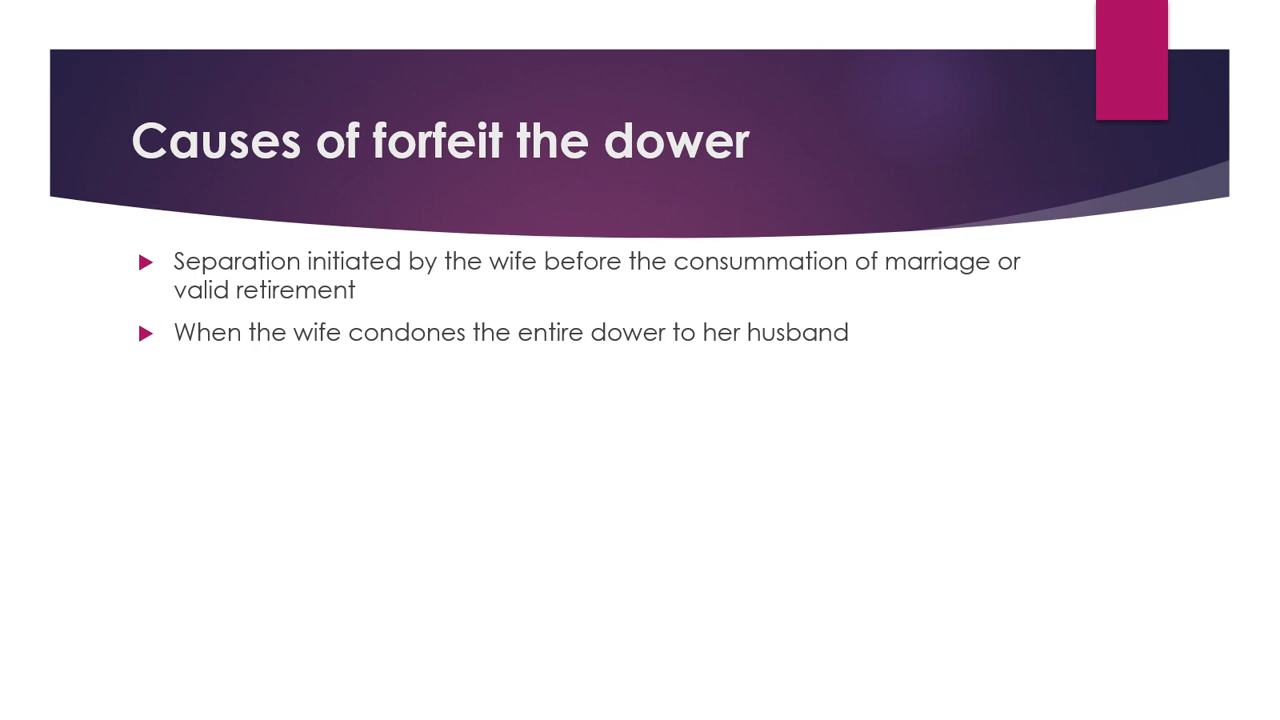 Causes of forfeit the dower
Separation initiated by the wife before the consummation of marriage or
valid retirement
When the wife condones the entire dower to her husband